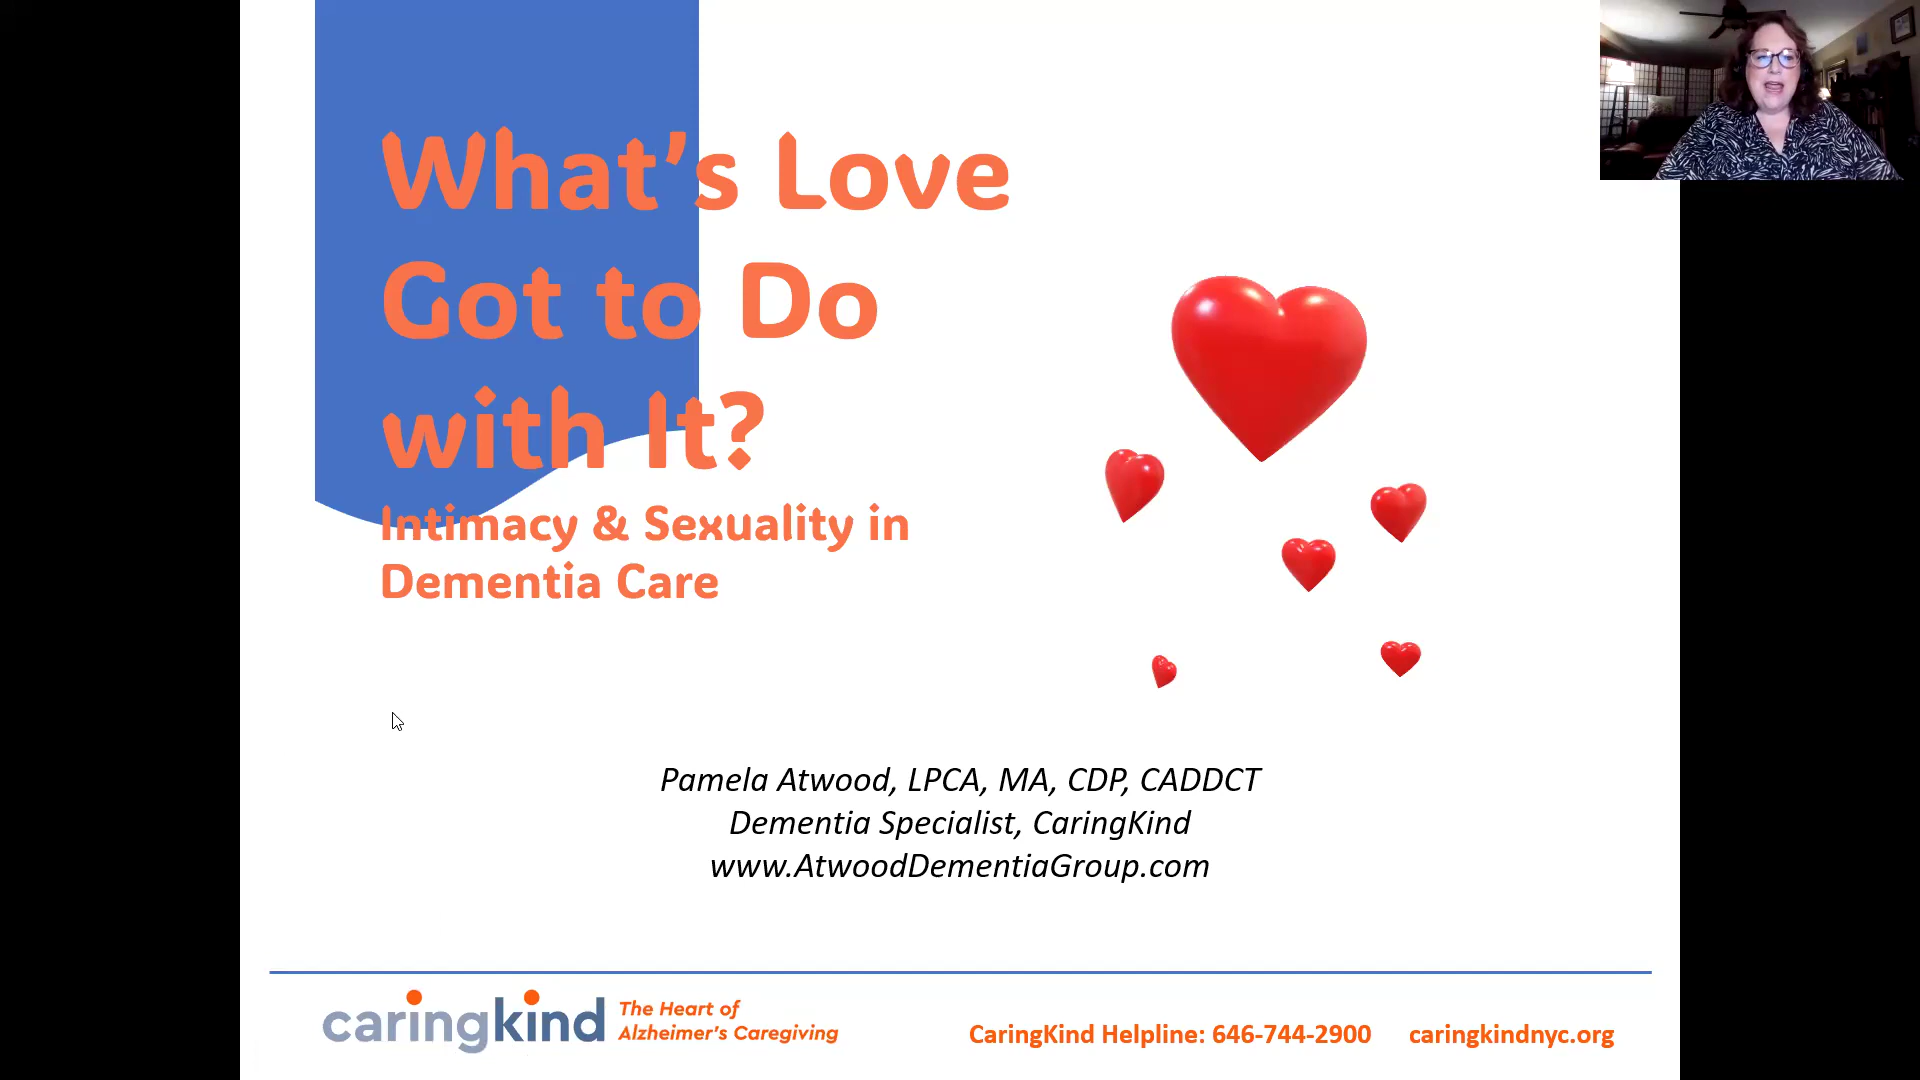 What’s Love
Got to Do
with It?
Intimacy & Sexuality in
Dementia Care
Pamela Atwood, LPCA, MA, CDP, CADDCT
Dementia Specialist, CaringKind
www.AtwoodDementiaGroup.com
caringkind
The Heart of
Alzheimer’s Caregiving
CaringKind Helpline: 646-744-2900 caringkindnyc.org